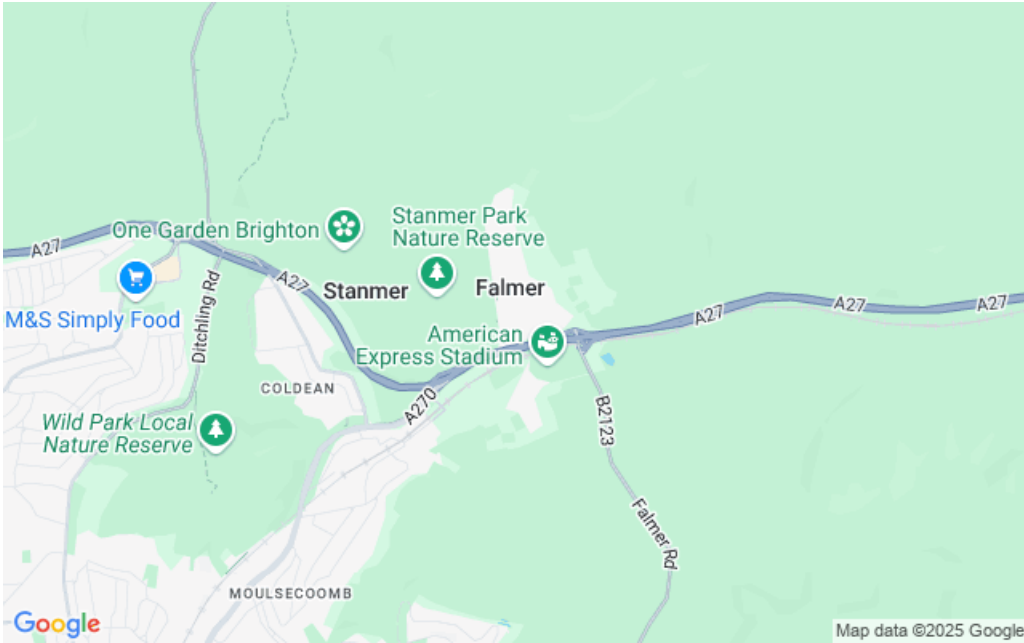 Stanmer Park
Nature Reserve
One Garden Brighton
A27
A27
Stanmer
Falmer
A27
A27
A27
M&S Simply Food
Ditchling Rd
American
Express Stadium
COLDEAN
A270
B2123
Wild Park Local
Nature Reserve
Falmer Rd
MOULSECOOMB
Google
Map data ©2025 Google